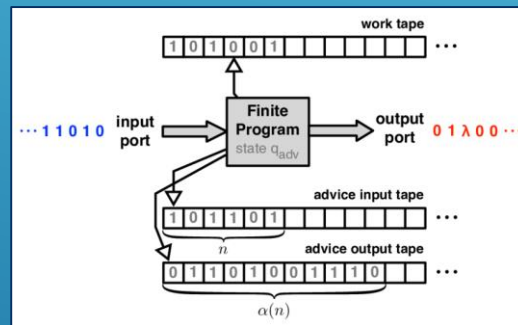 work tape
1 0 1 0 0 1 ···
··· 1 1 0 1 0
input port
Finite Program
state q_adv
output port
0 1 λ 0 0 ···
advice input tape
1 0 1 1 0 1 ···
n
advice output tape
0 1 1 0 1 0 0 1 1 1 0 ···
α(n)